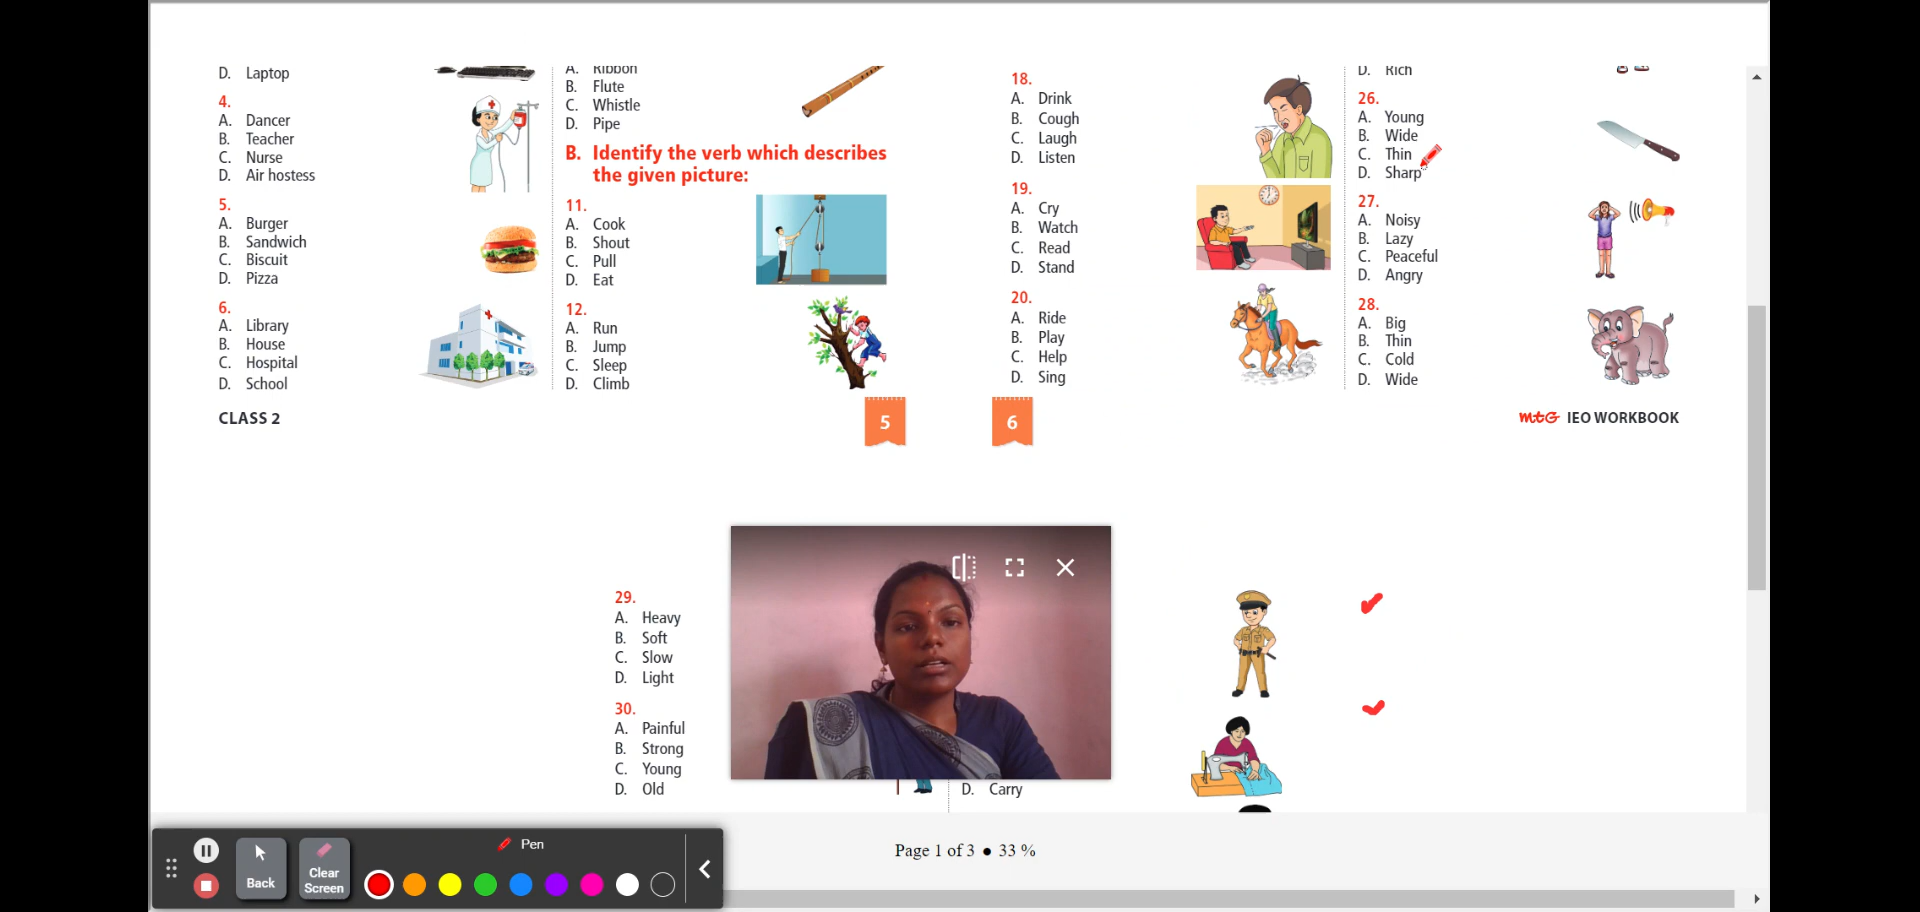 D. Laptop
4.
A. Dancer
B. Teacher
C. Nurse
D. Air hostess
5.
A. Burger
B. Sandwich
C. Biscuit
D. Pizza
6.
A. Library
B. House
C. Hospital
D. School
CLASS 2
A. Ribbon
B. Flute
C. Whistle
D. Pipe
B. Identify the verb which describes
the given picture:
11.
A. Cook
B. Shout
C. Pull
D. Eat
12.
A. Run
B. Jump
C. Sleep
D. Climb
5
18.
A. Drink
B. Cough
C. Laugh
D. Listen
19.
A. Cry
B. Watch
C. Read
D. Stand
20.
A. Ride
B. Play
C. Help
D. Sing
6
D. Rich
26.
A. Young
B. Wide
C. Thin
D. Sharp
27.
A. Noisy
B. Lazy
C. Peaceful
D. Angry
28.
A. Big
B. Thin
C. Cold
D. Wide
mtG IEO WORKBOOK
29.
A. Heavy
B. Soft
C. Slow
D. Light
30.
A. Painful
B. Strong
C. Young
D. Old
D. Carry
Pen
Back
Clear
Screen
Page 1 of 3 ● 33 %